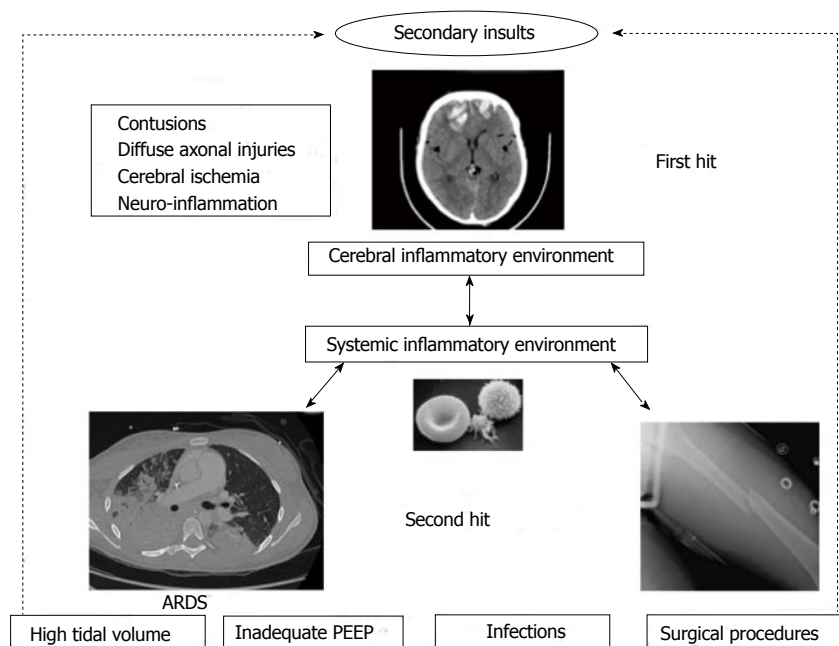 Secondary insults
Contusions
Diffuse axonal injuries
Cerebral ischemia
Neuro-inflammation
First hit
Cerebral inflammatory environment
Systemic inflammatory environment
Second hit
ARDS
High tidal volume
Inadequate PEEP
Infections
Surgical procedures